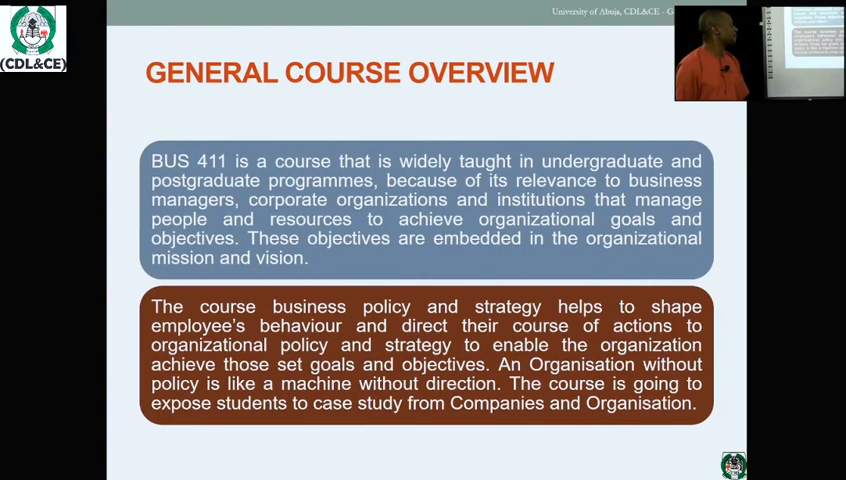 (CDL&CE)
University of Abuja, CDL&CE - G
GENERAL COURSE OVERVIEW
BUS 411 is a course that is widely taught in undergraduate and
postgraduate programmes, because of its relevance to business
managers, corporate organizations and institutions that manage
people and resources to achieve organizational goals and
objectives. These objectives are embedded in the organizational
mission and vision.
The course business policy and strategy helps to shape
employee's behaviour and direct their course of actions to
organizational policy and strategy to enable the organization
achieve those set goals and objectives. An Organisation without
policy is like a machine without direction. The course is going to
expose students to case study from Companies and Organisation.